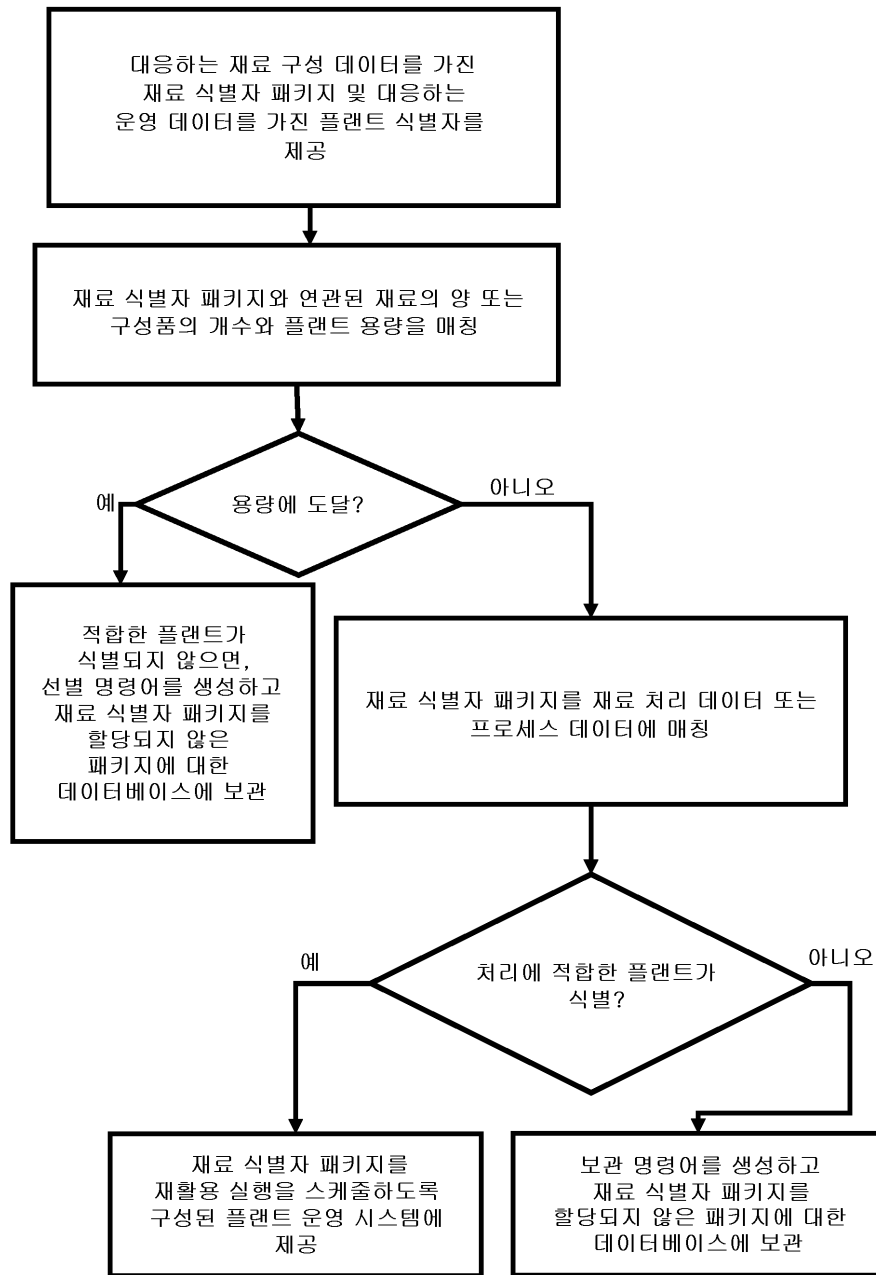 대응하는 재료 구성 데이터를 가진
재료 식별자 패키지 및 대응하는
운영 데이터를 가진 플랜트 식별자를
제공
재료 식별자 패키지와 연관된 재료의 양 또는
구성품의 개수와 플랜트 용량을 매칭
용량에 도달?
예
아니오
적합한 플랜트가
식별되지 않으면,
선별 명령어를 생성하고
재료 식별자 패키지를
할당되지 않은
패키지에 대한
데이터베이스에 보관
재료 식별자 패키지를 재료 처리 데이터 또는
프로세스 데이터에 매칭
처리에 적합한 플랜트가
식별?
예
아니오
재료 식별자 패키지를
재활용 실행을 스케줄하도록
구성된 플랜트 운영 시스템에
제공
보관 명령어를 생성하고
재료 식별자 패키지를
할당되지 않은 패키지에 대한
데이터베이스에 보관